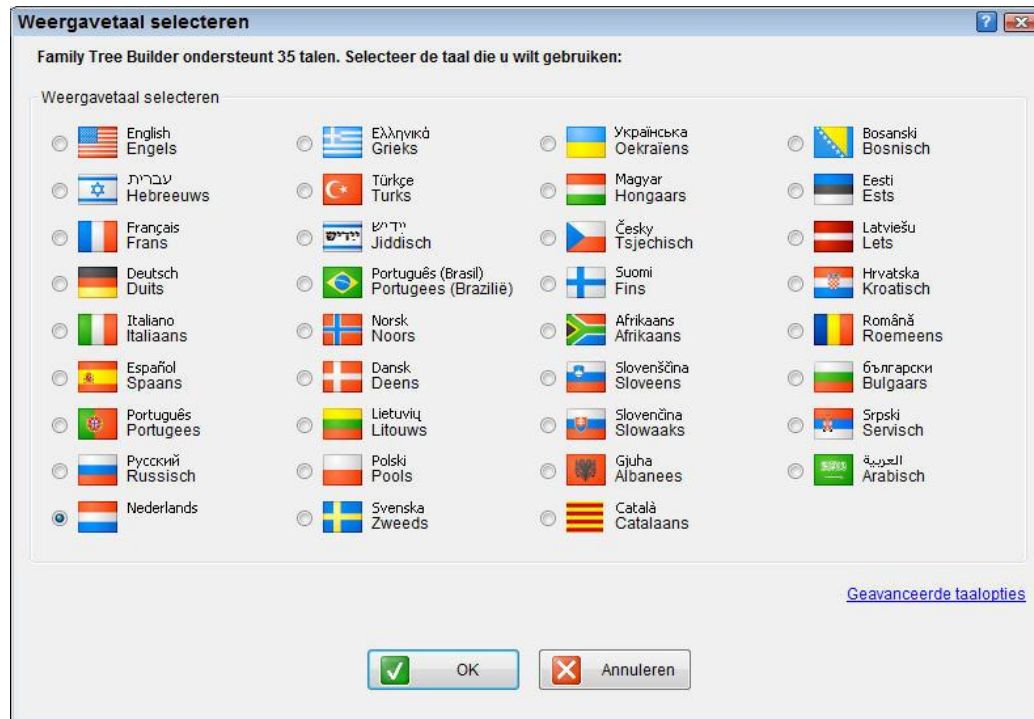 Weergavetaal selecteren
Family Tree Builder ondersteunt 35 talen. Selecteer de taal die u wilt gebruiken:
Weergavetaal selecteren
English
Engels
עברית
Hebreeuws
Français
Frans
Deutsch
Duits
Italiano
Italiaans
Español
Spaans
Português
Portugees
Русский
Russisch
Nederlands
Ελληνικά
Grieks
Türkçe
Turks
ייִדיש
יידיש
Jiddisch
Português (Brasil)
Portugees (Brazilië)
Norsk
Noors
Dansk
Deens
Lietuvių
Litouws
Polski
Pools
Svenska
Zweeds
Українська
Oekraïens
Magyar
Hongaars
Česky
Tsjechisch
Suomi
Fins
Afrikaans
Afrikaans
Slovenščina
Sloveens
Slovenčina
Slowaaks
Gjuha
Albanees
Català
Catalaans
Bosanski
Bosnisch
Eesti
Ests
Latviešu
Lets
Hrvatska
Kroatisch
Română
Roemeens
български
Bulgaars
Srpski
Servisch
العربية
Arabisch
Geavanceerde taalopties
OK
Annuleren